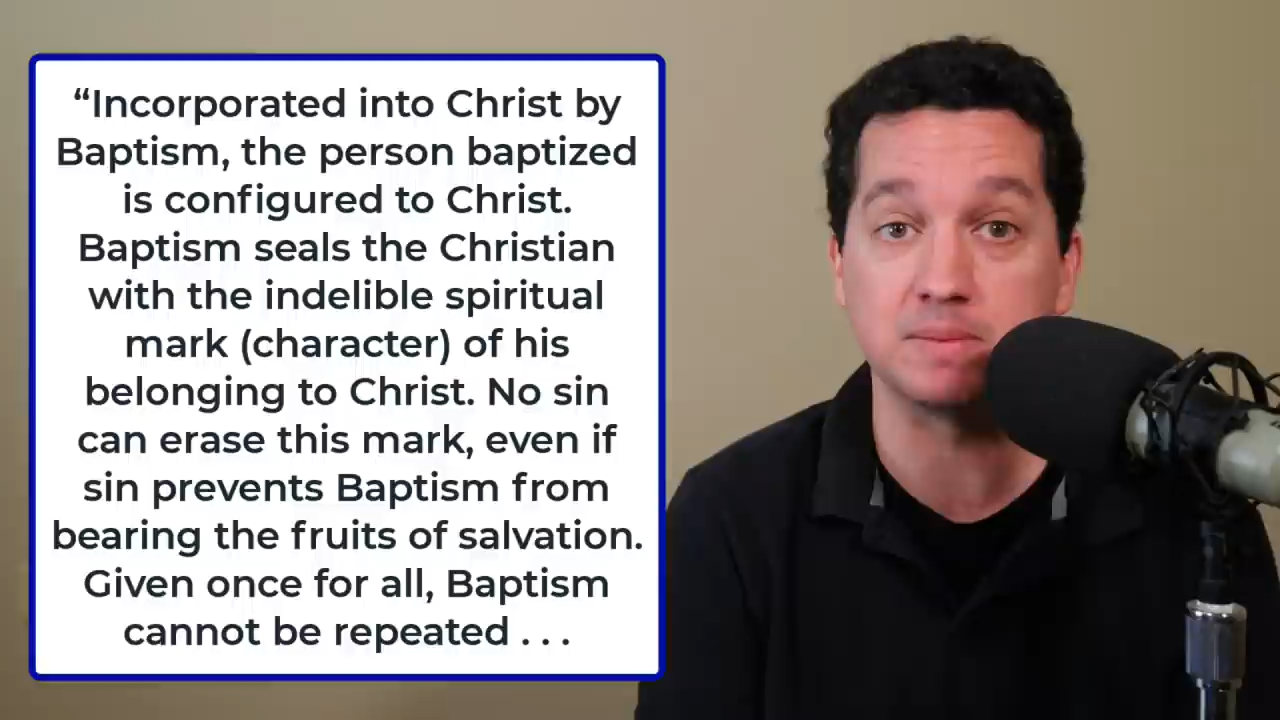 “Incorporated into Christ by
Baptism, the person baptized
is configured to Christ.
Baptism seals the Christian
with the indelible spiritual
mark (character) of his
belonging to Christ. No sin
can erase this mark, even if
sin prevents Baptism from
bearing the fruits of salvation.
Given once for all, Baptism
cannot be repeated . . .